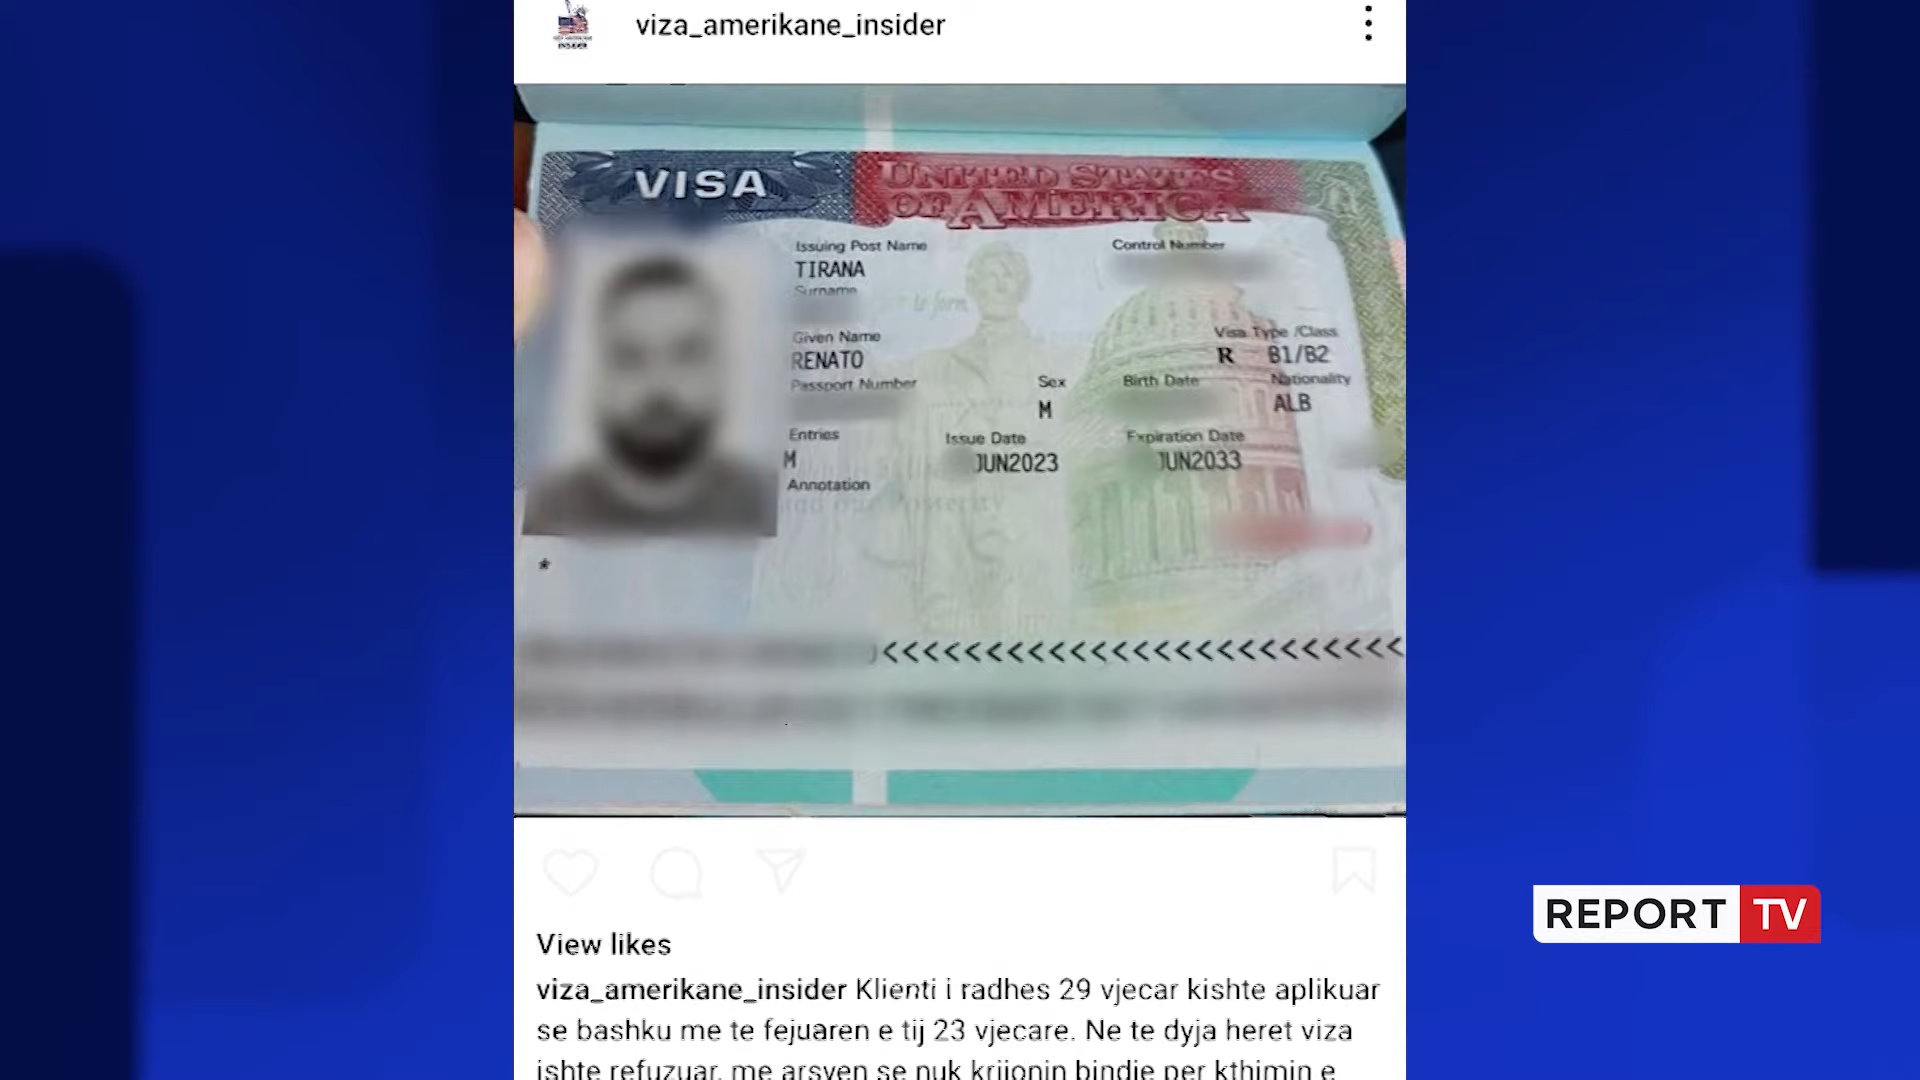 viza_amerikane_insider
INSIDER
VISA
UNITED STATES
OF AMERICA
Issuing Post Name
TIRANA
Control Number
Surname
Given Name
RENATO
Visa Type /Class
R B1/B2
Passport Number
Sex
M
Birth Date
Nationality
ALB
Entries
M
Issue Date
JUN2023
Expiration Date
JUN2033
Annotation
*
<<<<<<<<<<<<<<<<<<<<<<<<<
REPORT TV
View likes
viza_amerikane_insider Klienti i radhes 29 vjecar kishte aplikuar
se bashku me te fejuaren e tij 23 vjecare. Ne te dyja heret viza
ishte refuzuar, me arsyen se nuk krijonin bindje per kthimin e